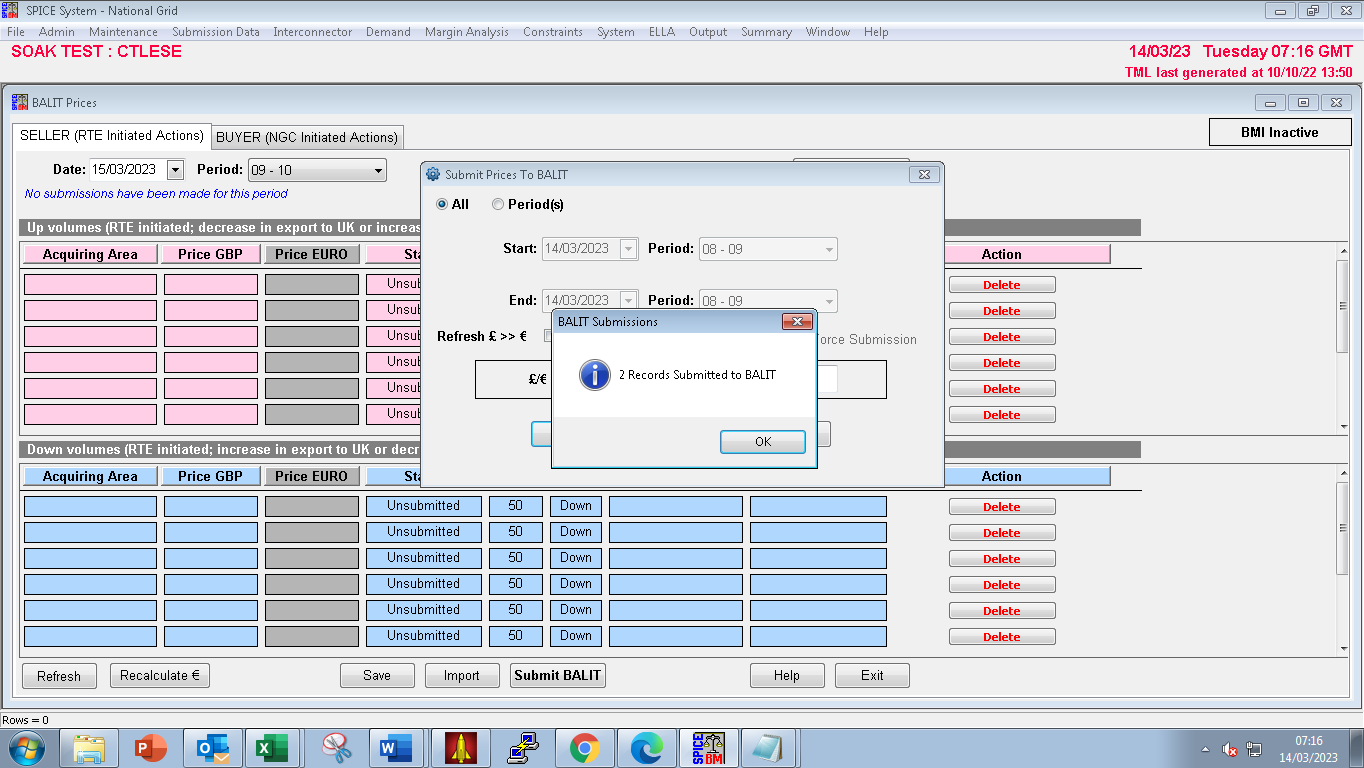 SPICE System - National Grid
File Admin Maintenance Submission Data Interconnector Demand Margin Analysis Constraints System ELLA Output Summary Window Help
SOAK TEST : CTLESE 14/03/23 Tuesday 07:16 GMT
TML last generated at 10/10/22 13:50
BALIT Prices
SELLER (RTE Initiated Actions) BUYER (NGC Initiated Actions) BMI Inactive
Date: 15/03/2023 Period: 09 - 10
No submissions have been made for this period
Submit Prices To BALIT
All Period(s)
Start: 14/03/2023 Period: 08 - 09
End: 14/03/2023 Period: 08 - 09
Refresh £ >> € orce Submission
£/€
BALIT Submissions
2 Records Submitted to BALIT
OK
Up volumes (RTE initiated; decrease in export to UK or increas
Acquiring Area Price GBP Price EURO Sta Action
Unsub Delete
Unsub Delete
Unsub Delete
Unsub Delete
Unsub Delete
Unsub Delete
Down volumes (RTE initiated; increase in export to UK or decr
Acquiring Area Price GBP Price EURO Sta Action
Unsubmitted 50 Down Delete
Unsubmitted 50 Down Delete
Unsubmitted 50 Down Delete
Unsubmitted 50 Down Delete
Unsubmitted 50 Down Delete
Unsubmitted 50 Down Delete
Refresh Recalculate € Save Import Submit BALIT Help Exit
Rows = 0
SPICE BMI
07:16
14/03/2023